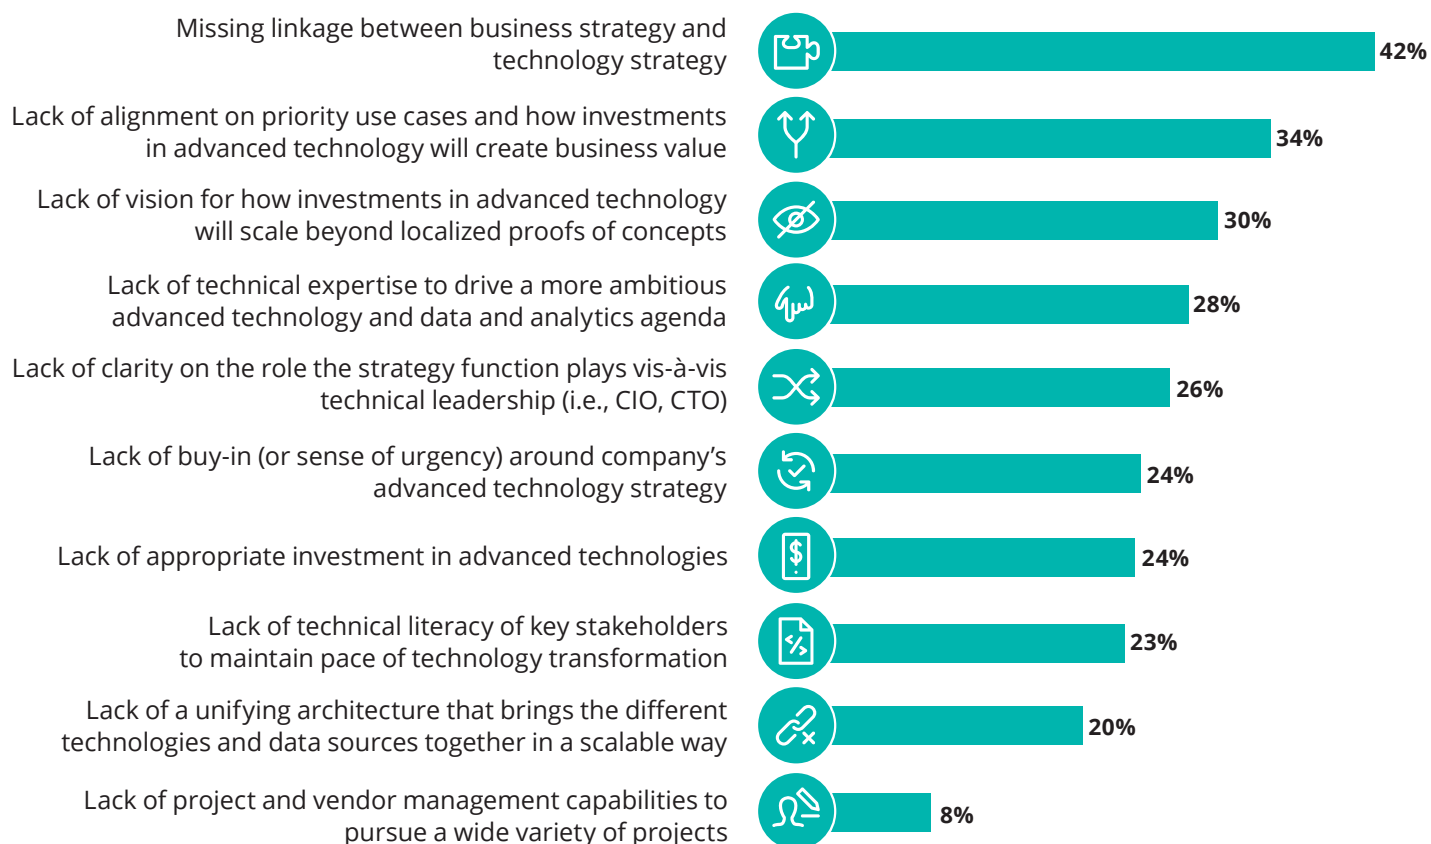 Missing linkage between business strategy and
technology strategy
42%
Lack of alignment on priority use cases and how investments
in advanced technology will create business value
34%
Lack of vision for how investments in advanced technology
will scale beyond localized proofs of concepts
30%
Lack of technical expertise to drive a more ambitious
advanced technology and data and analytics agenda
28%
Lack of clarity on the role the strategy function plays vis-à-vis
technical leadership (i.e., CIO, CTO)
26%
Lack of buy-in (or sense of urgency) around company’s
advanced technology strategy
24%
Lack of appropriate investment in advanced technologies
$
24%
Lack of technical literacy of key stakeholders
to maintain pace of technology transformation
</>
23%
Lack of a unifying architecture that brings the different
technologies and data sources together in a scalable way
20%
Lack of project and vendor management capabilities to
pursue a wide variety of projects
8%